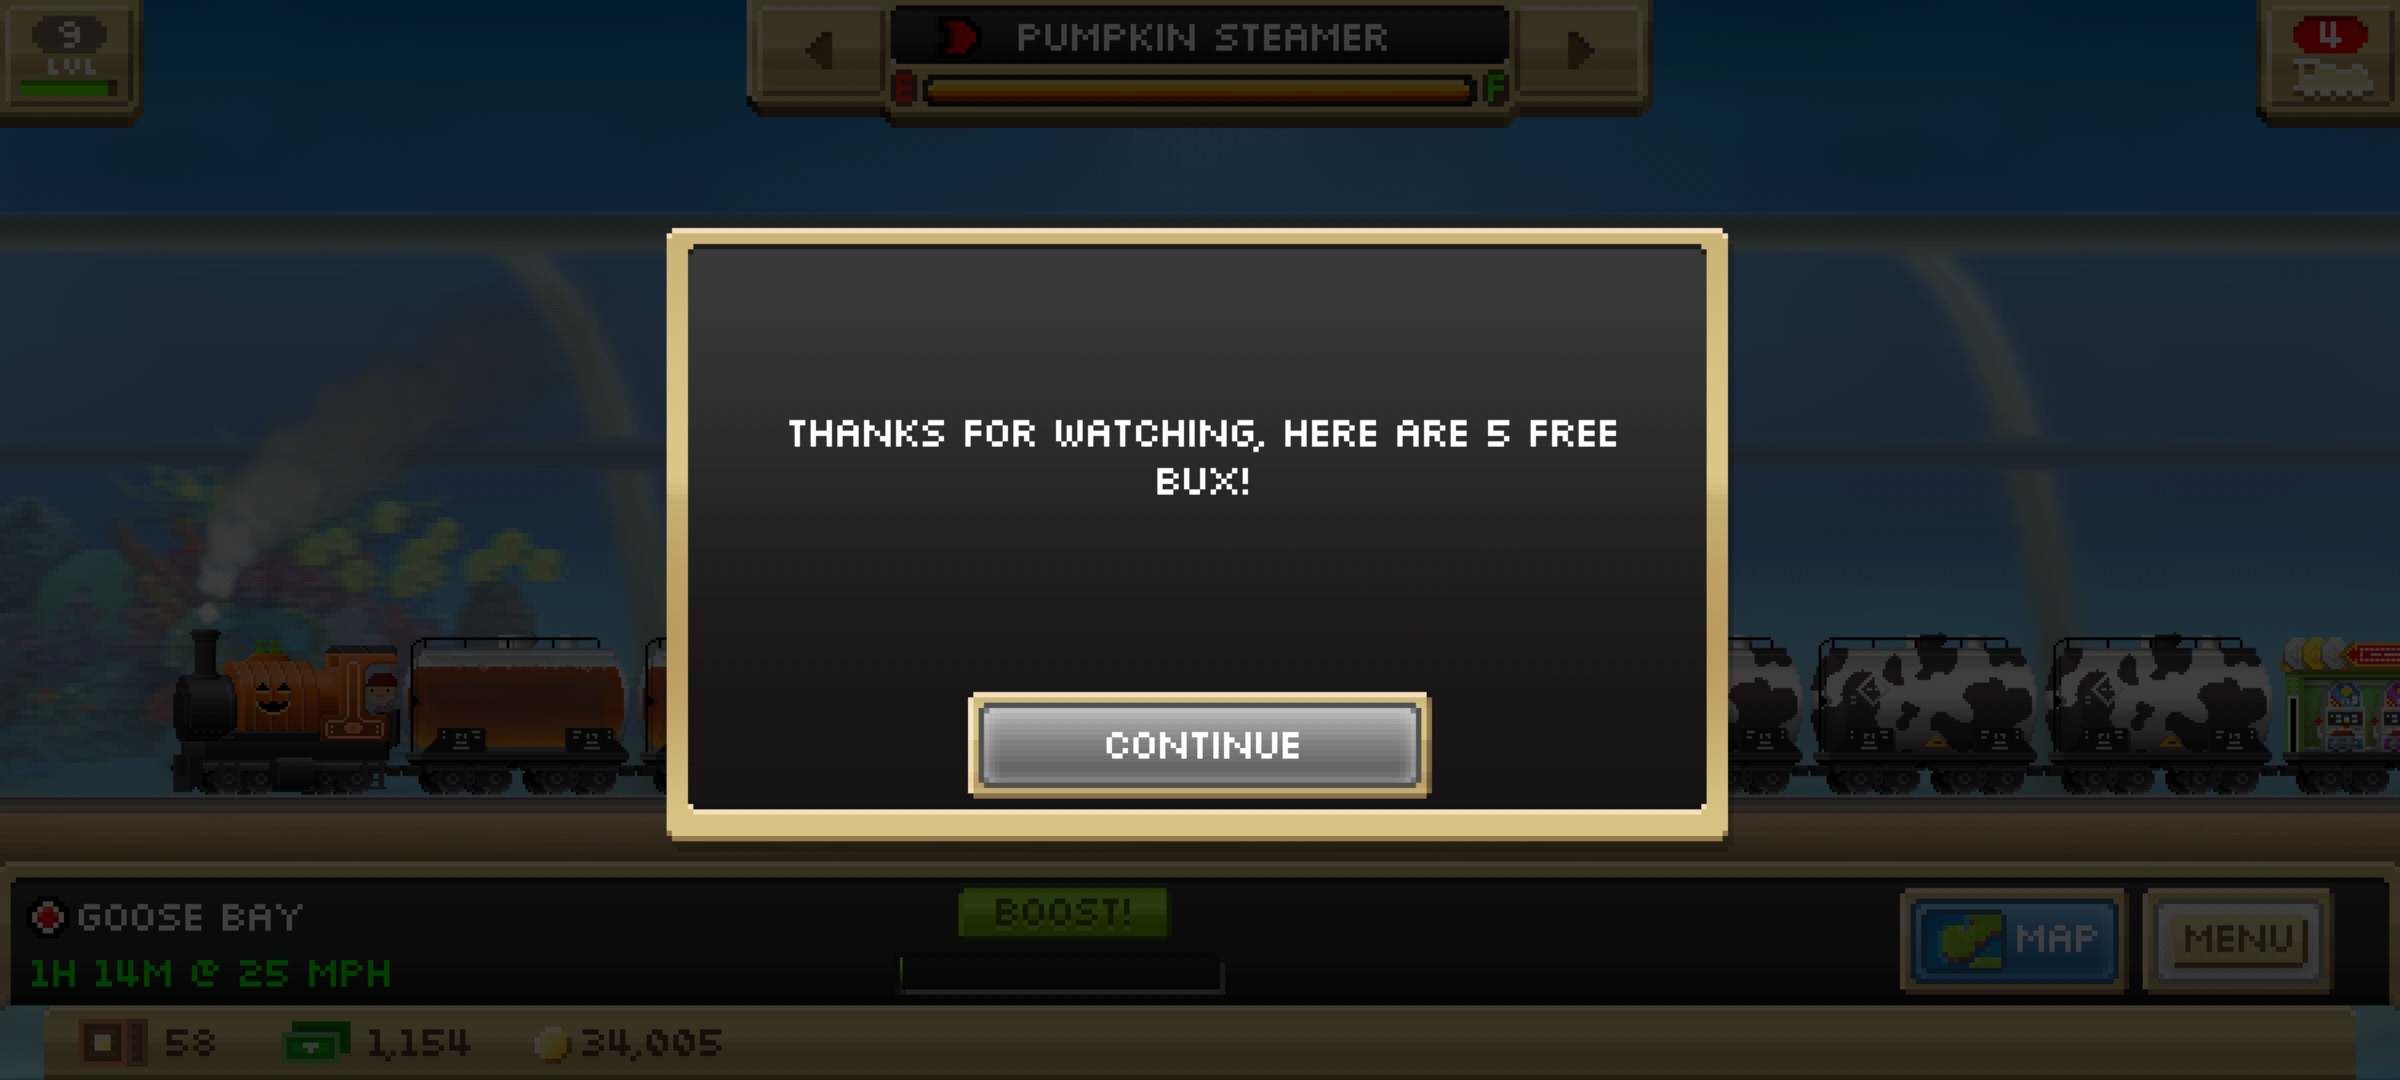 9
LVL
PUMPKIN STEAMER
E F
4
THANKS FOR WATCHING, HERE ARE 5 FREE
BUX!
CONTINUE
GOOSE BAY
1H 14M @ 25 MPH
BOOST!
MAP
MENU
58 1,154 34,005